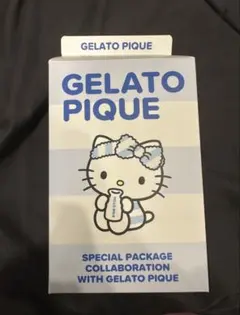 GELATO PIQUE
GELATO
PIQUE
SPECIAL PACKAGE
COLLABORATION
WITH GELATO PIQUE